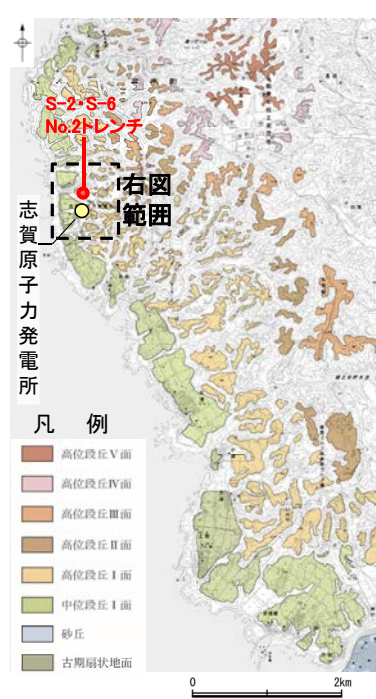 S-2・S-6
No.2トレンチ
右図
範囲
志賀原子力発電所
凡 例
高位段丘Ⅴ面
高位段丘Ⅳ面
高位段丘Ⅲ面
高位段丘Ⅱ面
高位段丘Ⅰ面
中位段丘Ⅰ面
砂丘
古期扇状地面
0 2km